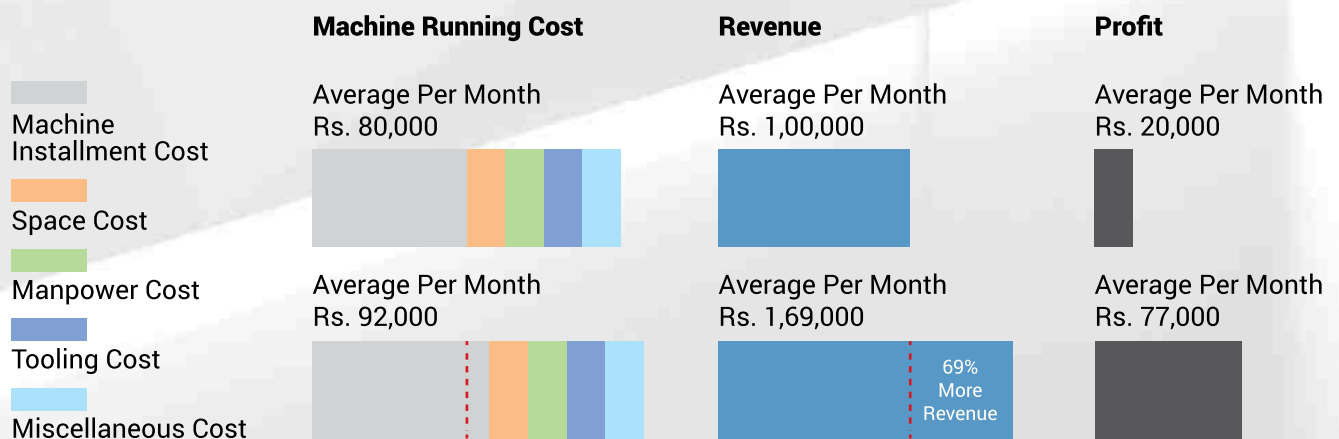 Machine Running Cost
Revenue
Profit
Machine
Installment Cost
Space Cost
Manpower Cost
Tooling Cost
Miscellaneous Cost
Average Per Month
Rs. 80,000
Average Per Month
Rs. 1,00,000
Average Per Month
Rs. 20,000
Average Per Month
Rs. 92,000
Average Per Month
Rs. 1,69,000
69%
More
Revenue
Average Per Month
Rs. 77,000